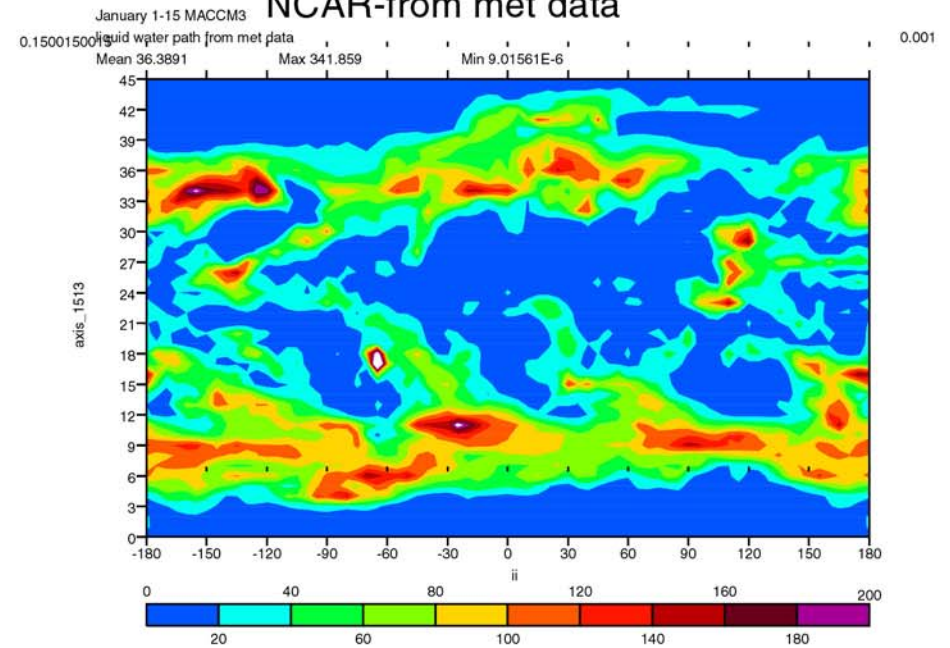 NCAR-from met data
January 1-15 MACCM3
liquid water path from met data
0.001
Mean 36.3891 Max 341.859 Min 9.01561E-6
45
42
39
36
33
30
27
24
21
18
15
12
9
6
3
0
axis_1513
-180 -150 -120 -90 -60 -30 0 30 60 90 120 150 180
ii
0 40 80 120 160 200
20 60 100 140 180